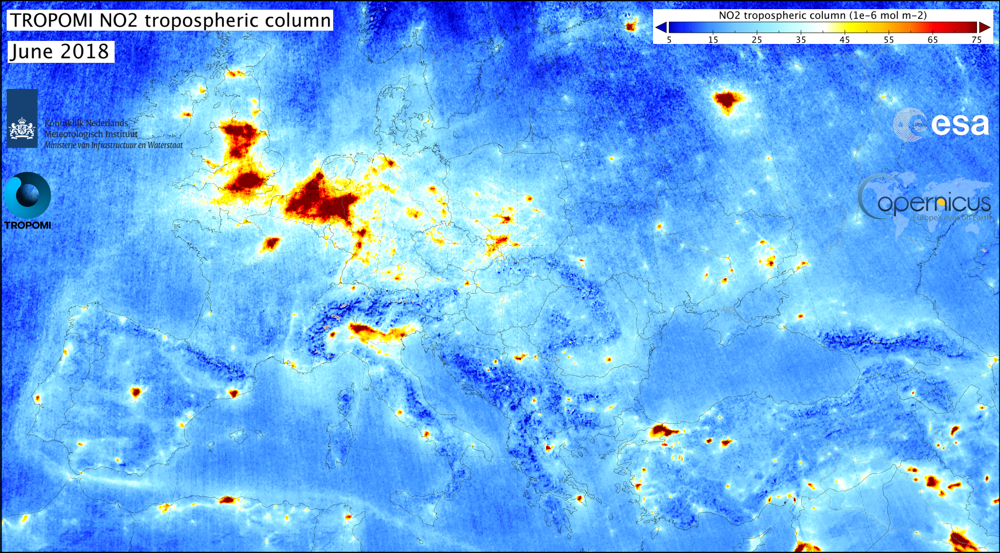 TROPOMI NO2 tropospheric column
June 2018
NO2 tropospheric column (1e-6 mol m-2)
5 15 25 35 45 55 65 75
Koninklijk Nederlands
Meteorologisch Instituut
Ministerie van Infrastructuur en Waterstaat
TROPOMI
esa
opernicus
Europe's eyes on Earth